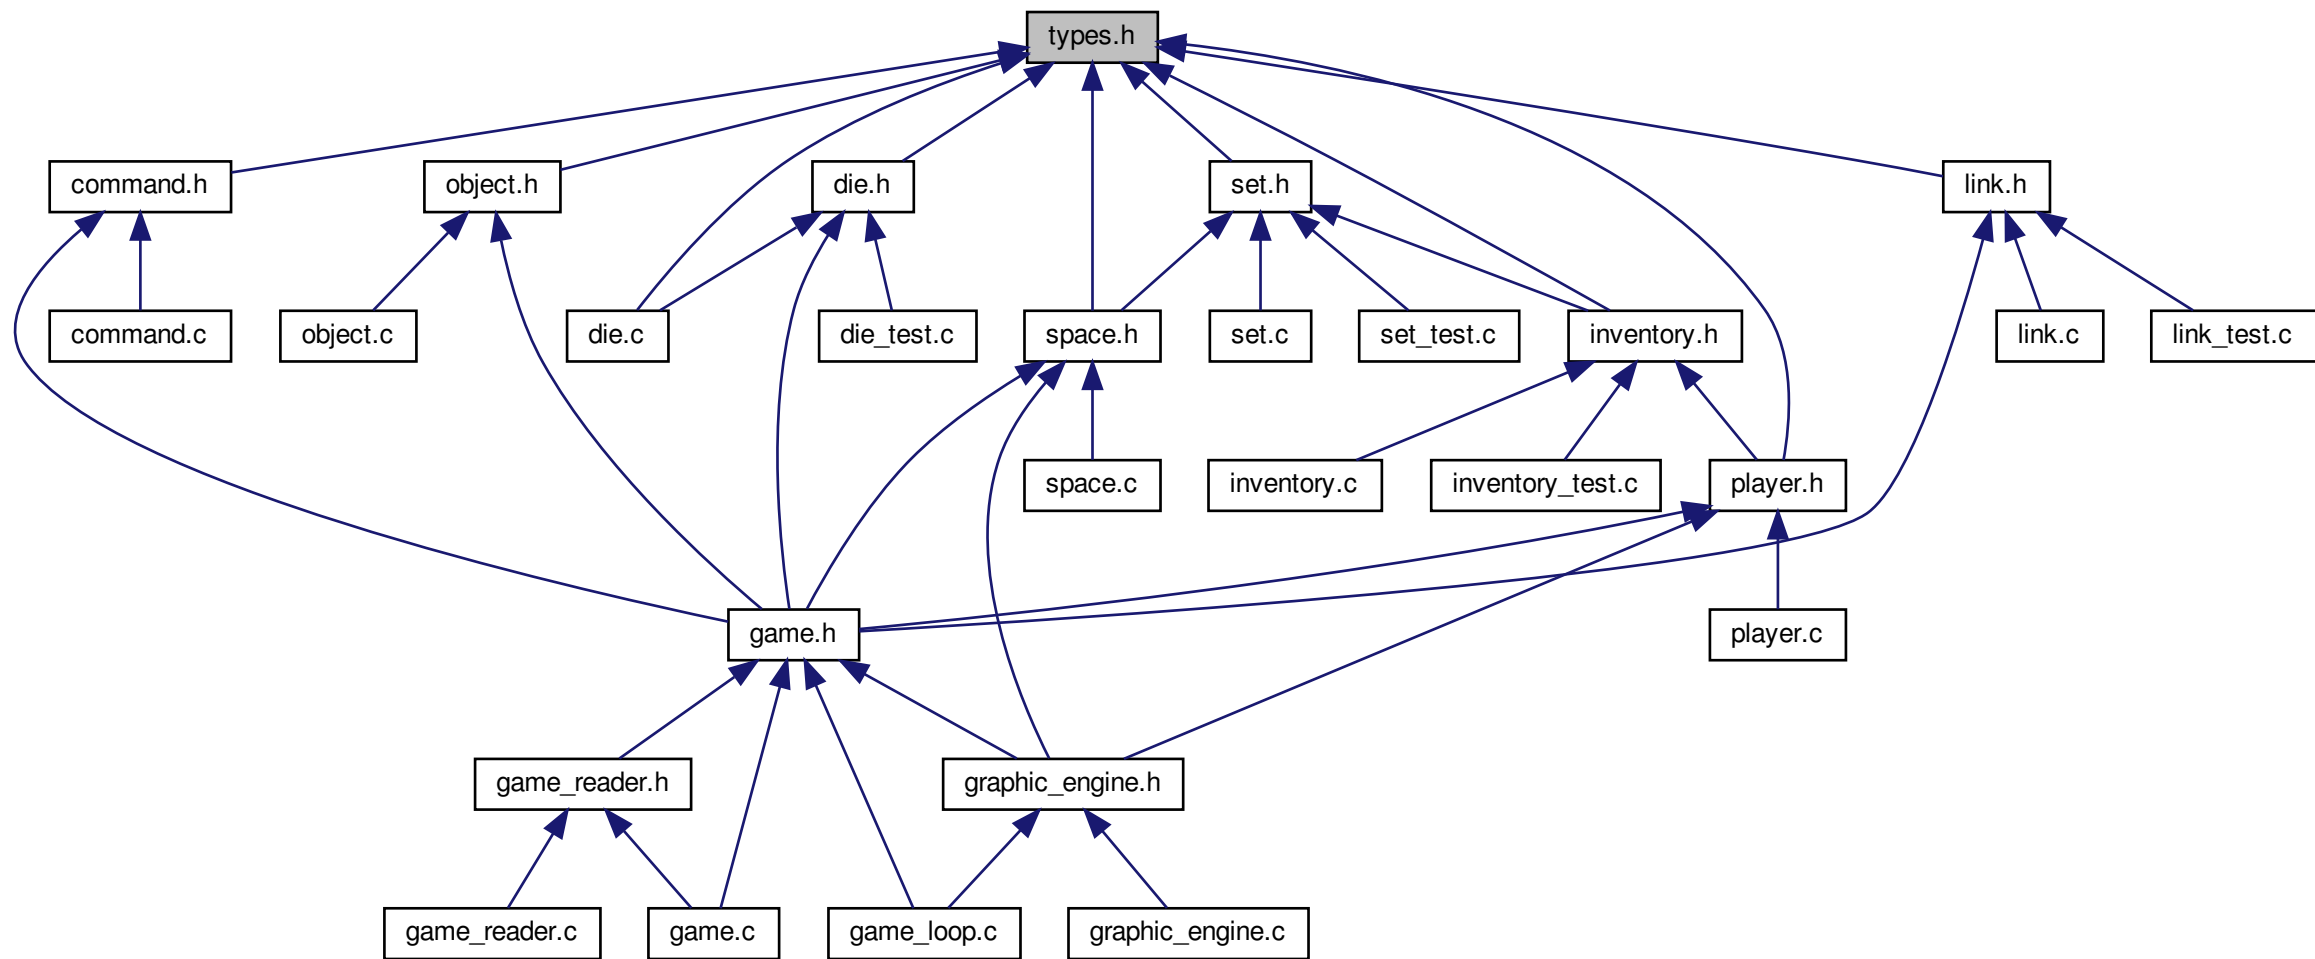 types.h
command.h
object.h
die.h
set.h
link.h
command.c
object.c
die.c
die_test.c
space.h
set.c
set_test.c
inventory.h
link.c
link_test.c
space.c
inventory.c
inventory_test.c
player.h
game.h
player.c
game_reader.h
graphic_engine.h
game_reader.c
game.c
game_loop.c
graphic_engine.c